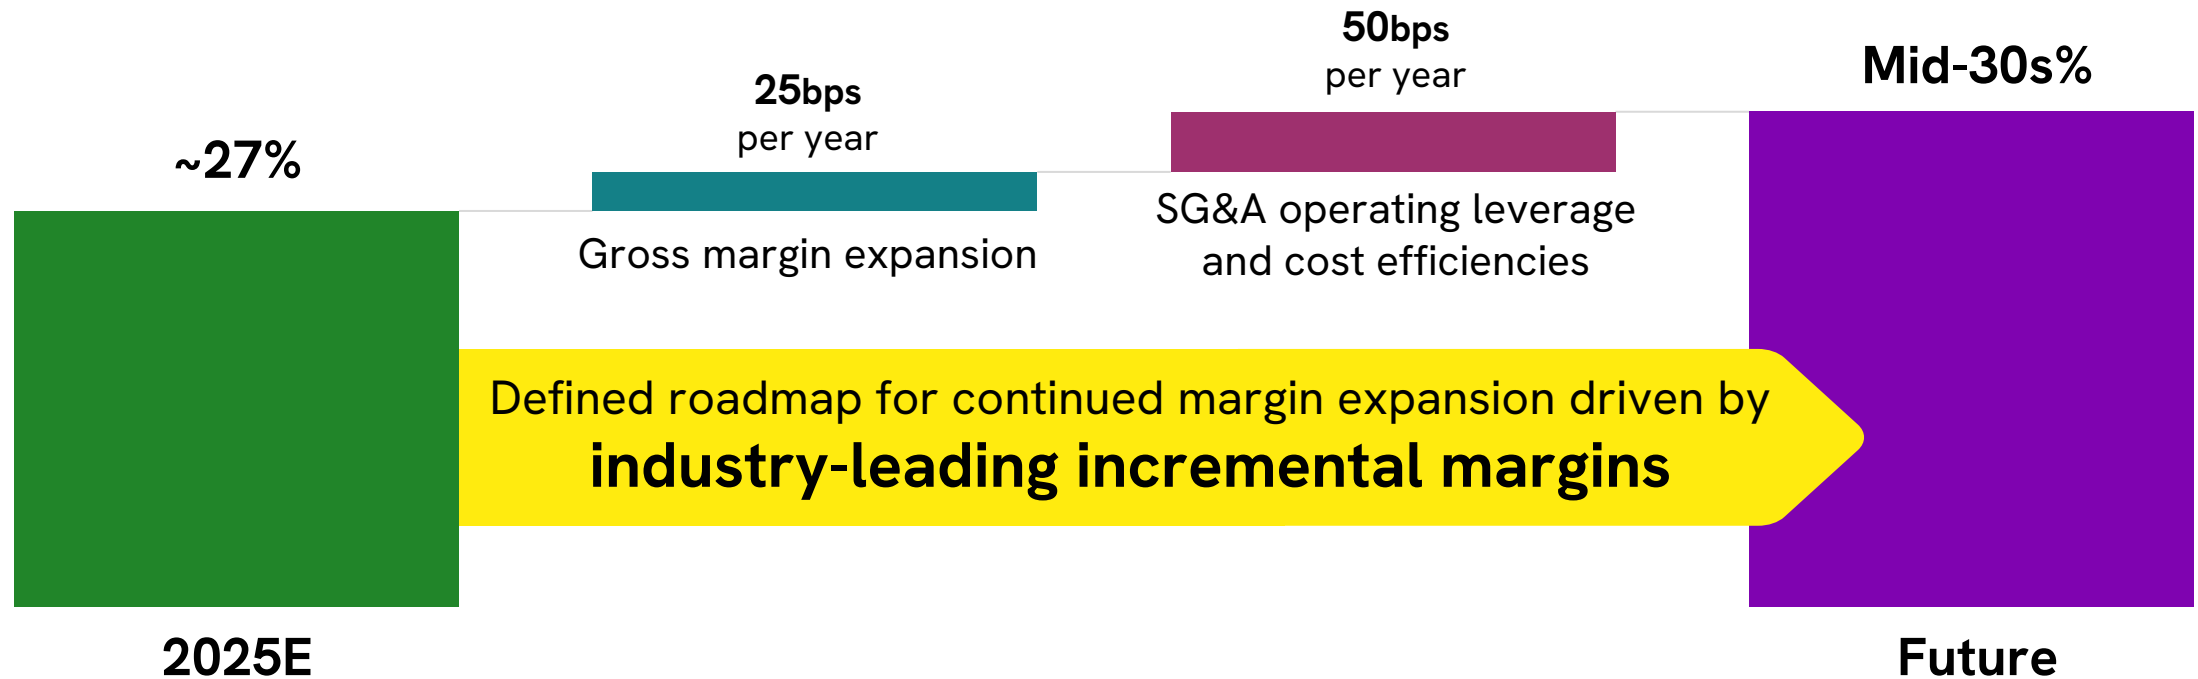 ~27%
25bps
per year
50bps
per year
Mid-30s%
Gross margin expansion
SG&A operating leverage
and cost efficiencies
Defined roadmap for continued margin expansion driven by
industry-leading incremental margins
2025E
Future